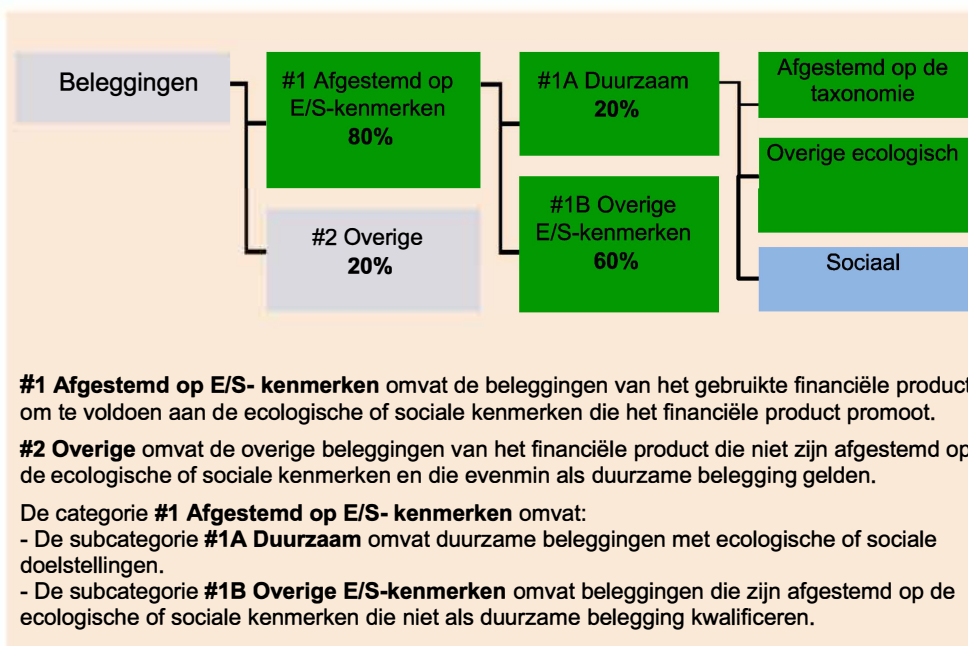 Beleggingen
#1 Afgestemd op
E/S-kenmerken
80%
#2 Overige
20%
#1A Duurzaam
20%
#1B Overige
E/S-kenmerken
60%
Afgestemd op de
taxonomie
Overige ecologisch
Sociaal
#1 Afgestemd op E/S- kenmerken omvat de beleggingen van het gebruikte financiële product
om te voldoen aan de ecologische of sociale kenmerken die het financiële product promoot.
#2 Overige omvat de overige beleggingen van het financiële product die niet zijn afgestemd op
de ecologische of sociale kenmerken en die evenmin als duurzame belegging gelden.
De categorie #1 Afgestemd op E/S- kenmerken omvat:
- De subcategorie #1A Duurzaam omvat duurzame beleggingen met ecologische of sociale
doelstellingen.
- De subcategorie #1B Overige E/S-kenmerken omvat beleggingen die zijn afgestemd op de
ecologische of sociale kenmerken die niet als duurzame belegging kwalificeren.